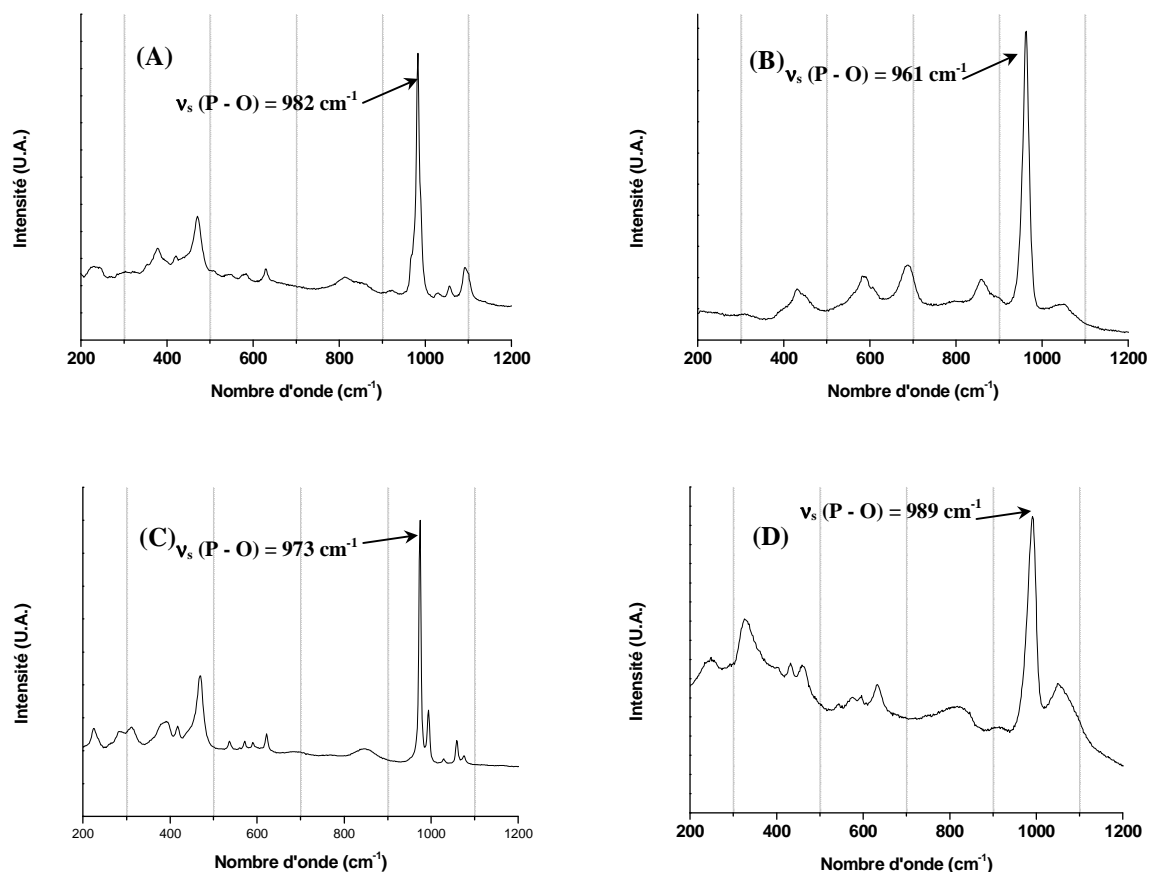 (A)
νs (P - O) = 982 cm-1
Intensité (U.A.)
200 400 600 800 1000 1200
Nombre d'onde (cm-1)
(B)
νs (P - O) = 961 cm-1
Intensité (U.A.)
200 400 600 800 1000 1200
Nombre d'onde (cm-1)
(C)
νs (P - O) = 973 cm-1
Intensité (U.A.)
200 400 600 800 1000 1200
Nombre d'onde (cm-1)
νs (P - O) = 989 cm-1
(D)
Intensité (U.A.)
200 400 600 800 1000 1200
Nombre d'onde (cm-1)